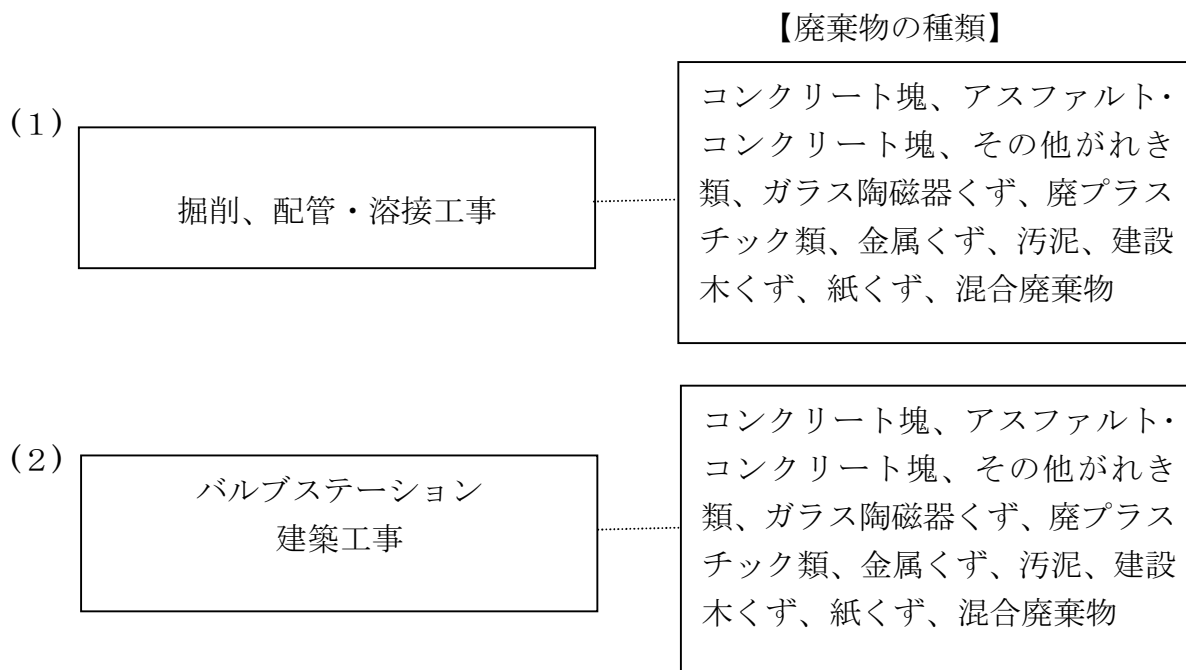 【廃棄物の種類】
(1)
掘削、配管・溶接工事
コンクリート塊、アスファルト・
コンクリート塊、その他がれき
類、ガラス陶磁器くず、廃プラス
チック類、金属くず、汚泥、建設
木くず、紙くず、混合廃棄物
(2)
バルブステーション
建築工事
コンクリート塊、アスファルト・
コンクリート塊、その他がれき
類、ガラス陶磁器くず、廃プラス
チック類、金属くず、汚泥、建設
木くず、紙くず、混合廃棄物